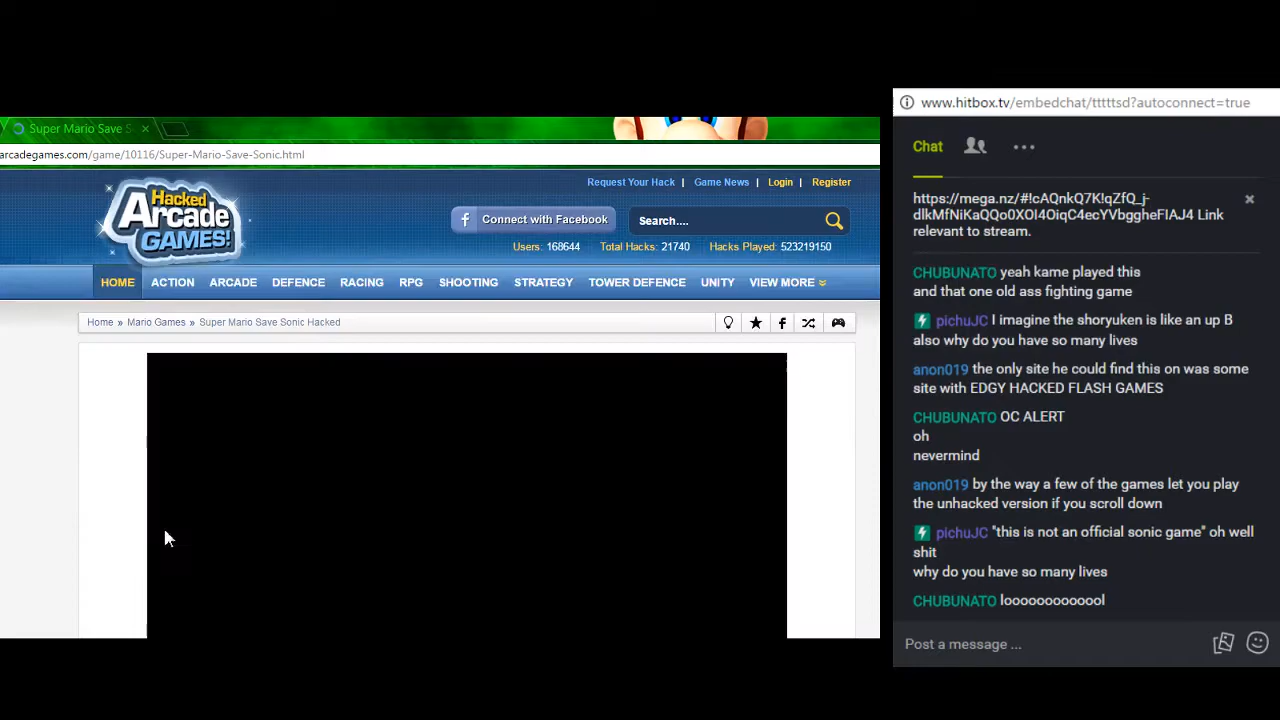 Super Mario Save S
arcadegames.com/game/10116/Super-Mario-Save-Sonic.html
Hacked
Arcade
GAMES!
Request Your Hack | Game News | Login | Register
f Connect with Facebook
Search....
Users: 168644 Total Hacks: 21740 Hacks Played: 523219150
HOME ACTION ARCADE DEFENCE RACING RPG SHOOTING STRATEGY TOWER DEFENCE UNITY VIEW MORE
Home » Mario Games » Super Mario Save Sonic Hacked
www.hitbox.tv/embedchat/tttttsd?autoconnect=true
Chat
https://mega.nz/#!cAQnkQ7K!qZfQ_j-
dlkMfNiKaQQo0XOI4OiqC4ecYVbggheFIAJ4 Link
relevant to stream.
CHUBUNATO yeah kame played this
and that one old ass fighting game
pichuJC I imagine the shoryuken is like an up B
also why do you have so many lives
anon019 the only site he could find this on was some
site with EDGY HACKED FLASH GAMES
CHUBUNATO OC ALERT
oh
nevermind
anon019 by the way a few of the games let you play
the unhacked version if you scroll down
pichuJC "this is not an official sonic game" oh well
shit
why do you have so many lives
CHUBUNATO loooooooooool
Post a message ...